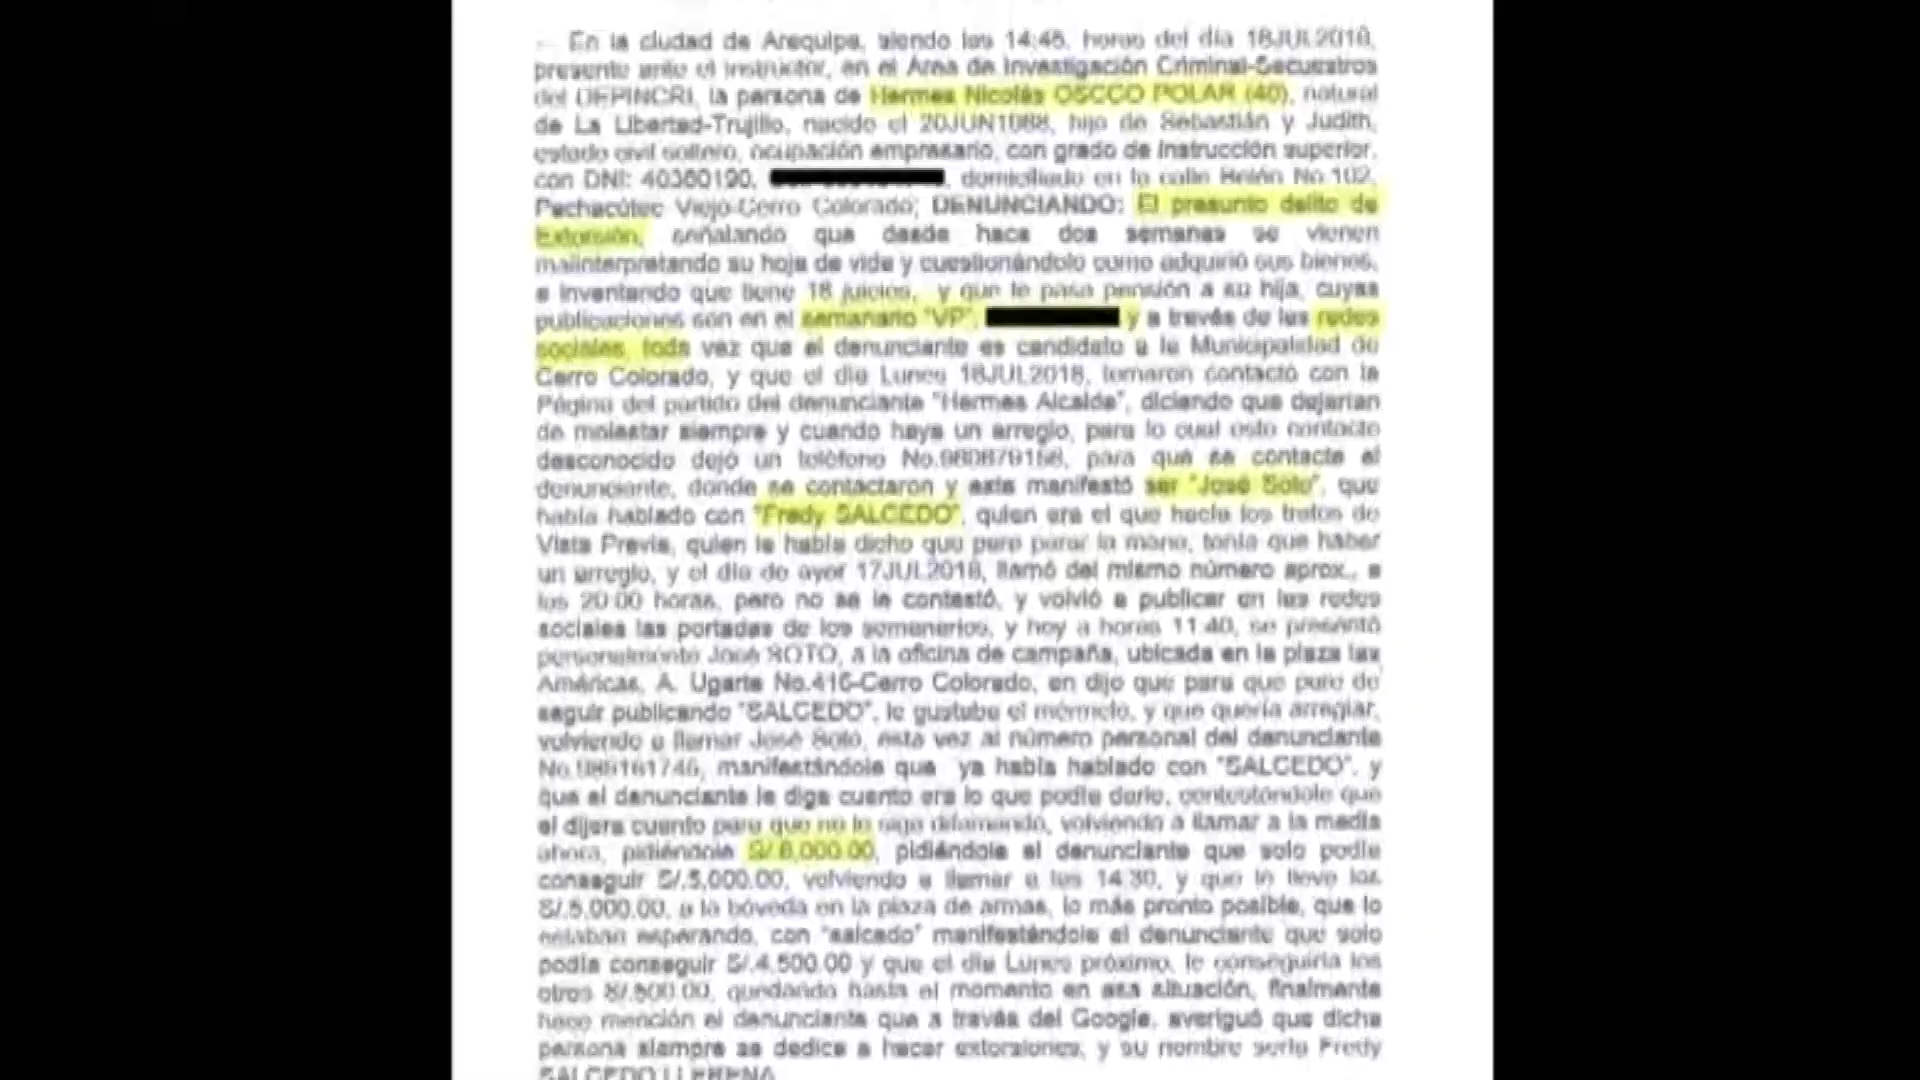 -- En la ciudad de Arequipa, siendo las 14:45, horas del día 18JUL2018,
presente ante el instructor, en el Área de Investigación Criminal-Secuestros
del DEPINCRI, la persona de Hermes Nicolás OSCCO POLAR (40), natural
de La Libertad-Trujillo, nacido el hijo de Sebastián y Judith,
estado civil soltero, ocupación empresario, con grado de instrucción superior,
con DNI: domiciliado en la calle Belén No.102,
Pachacútec Viejo-Cerro Colorado; DENUNCIANDO: El presunto delito de
Extorsión, señalando que desde hace dos semanas se vienen
malinterpretando su hoja de vida y cuestionándolo como adquirió sus bienes,
e inventando que tiene 18 juicios, y que le pasa pensión a su hija, cuyas
publicaciones son en el semanario "VP", y a través de las redes
sociales, toda vez que el denunciante es candidato a la Municipalidad de
Cerro Colorado, y que el día Lunes 16JUL2018, tomaron contacto con la
Página del partido del denunciante "Hermes Alcalde", diciendo que dejarían
de molestar siempre y cuando haya un arreglo, para lo cual este contacto
desconocido dejó un teléfono para que se contacte el
denunciante, donde se contactaron y este manifestó ser "José Soto", que
había hablado con "Fredy SALCEDO", quien era el que hacía los tratos de
Vista Previa, quien le había dicho que para parar la mano, tenía que haber
un arreglo, y el día de ayer 17JUL2018, llamó del mismo número aprox., a
las 20:00 horas, pero no se le contestó, y volvió a publicar en las redes
sociales las portadas de los semanarios, y hoy a horas 11:40, se presentó
personalmente José SOTO, a la oficina de campaña, ubicada en la plaza las
Américas, A. Ugarte No.416-Cerro Colorado, en dijo que para que pare de
seguir publicando "SALCEDO", le gustaba el mermelo, y que quería arreglar,
volviendo a llamar José Soto, esta vez al número personal del denunciante
manifestándole que ya había hablado con "SALCEDO", y
que el denunciante le diga cuanto era lo que podía darle, contestándole que
el dijera cuanto para que no lo siga difamando, volviendo a llamar a la media
ahora, pidiéndole S/.6,000.00, pidiéndole el denunciante que solo podía
conseguir S/.5,000.00, volviendo a llamar a las 14:30, y que le lleve los
S/.5,000.00, a la bóveda en la plaza de armas, lo más pronto posible, que lo
estaban esperando, con "salcedo" manifestándole el denunciante que solo
podía conseguir S/.4,500.00 y que el día Lunes próximo, le conseguiría los
otros S/.500.00, quedando hasta el momento en esa situación, finalmente
hace mención el denunciante que a través del Google, averiguó que dicha
persona siempre se dedica a hacer extorsiones, y su nombre sería Fredy
SALCEDO LLERENA